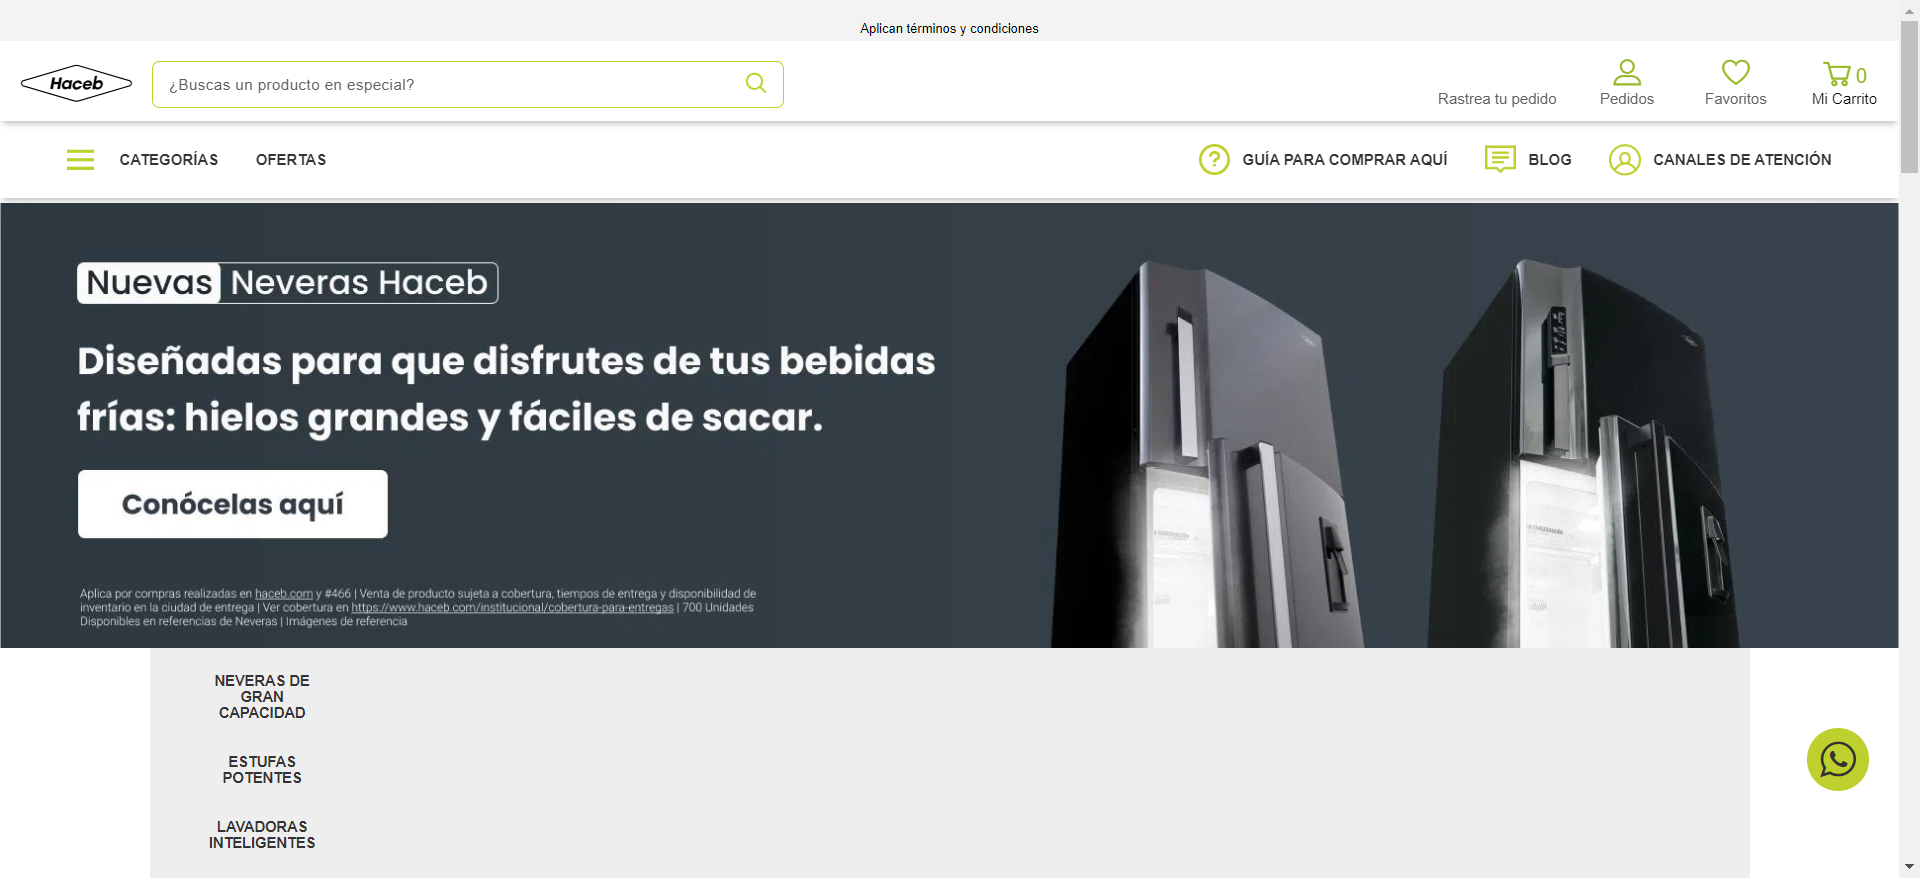 Aplican términos y condiciones
Haceb
¿Buscas un producto en especial?
Rastrea tu pedido
Pedidos
Favoritos
0
Mi Carrito
CATEGORÍAS
OFERTAS
GUÍA PARA COMPRAR AQUÍ
BLOG
CANALES DE ATENCIÓN
Nuevas Neveras Haceb
Diseñadas para que disfrutes de tus bebidas
frías: hielos grandes y fáciles de sacar.
Conócelas aquí
Aplica por compras realizadas en haceb.com y #466 | Venta de producto sujeta a cobertura, tiempos de entrega y disponibilidad de
inventario en la ciudad de entrega | Ver cobertura en https://www.haceb.com/institucional/cobertura-para-entregas | 700 Unidades
Disponibles en referencias de Neveras | Imágenes de referencia
NEVERAS DE
GRAN
CAPACIDAD
ESTUFAS
POTENTES
LAVADORAS
INTELIGENTES